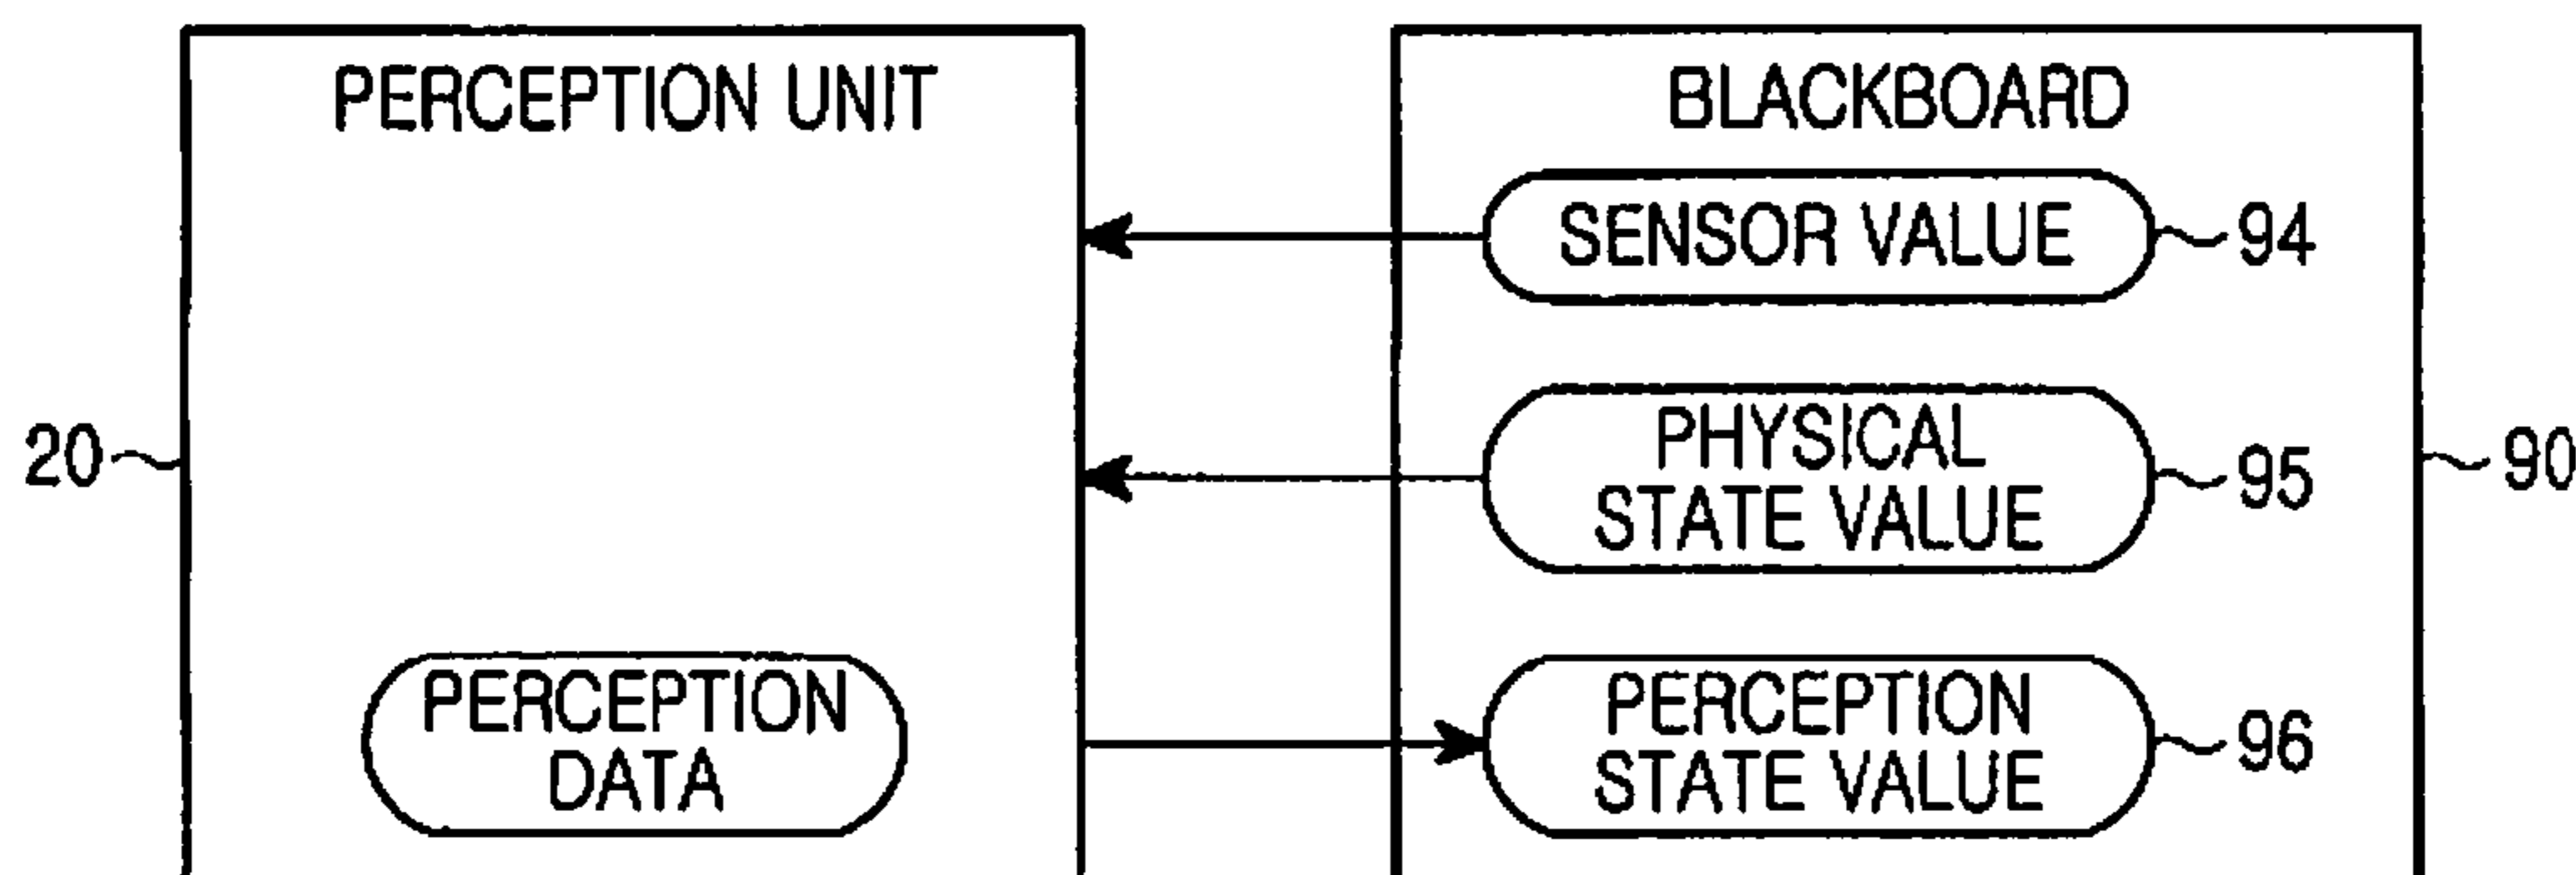 PERCEPTION UNIT
BLACKBOARD
SENSOR VALUE
94
20
PHYSICAL
STATE VALUE
95
90
PERCEPTION
DATA
PERCEPTION
STATE VALUE
96